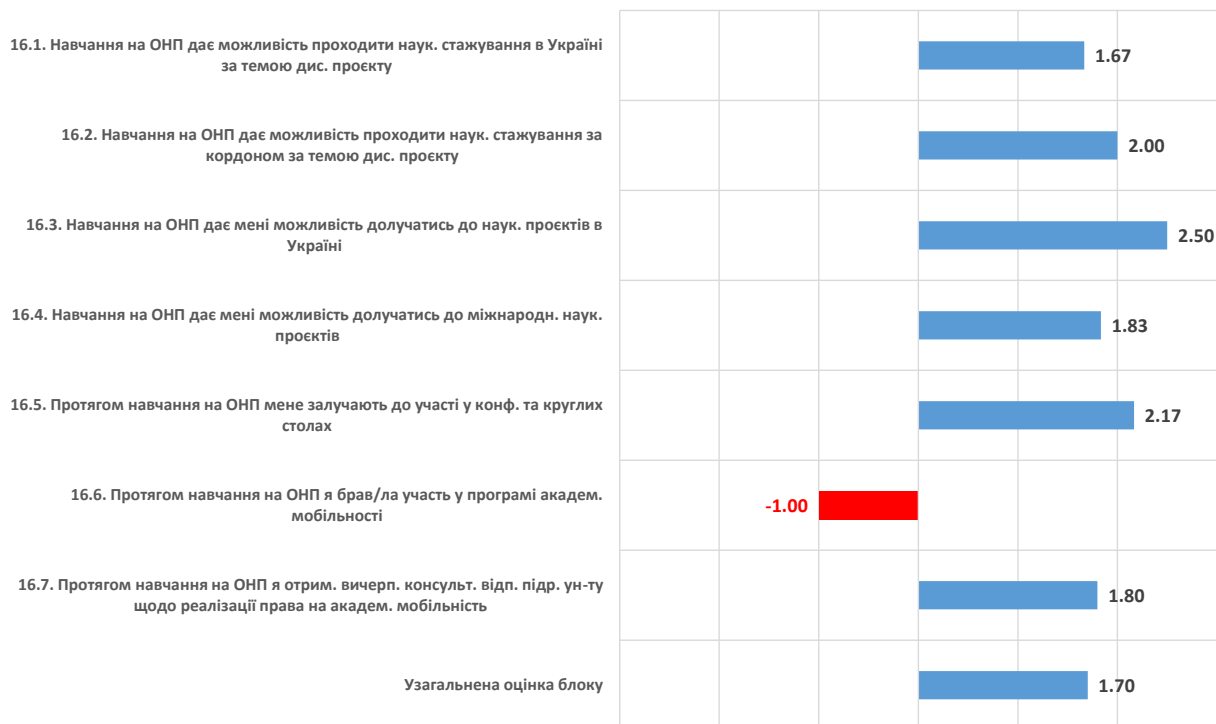 16.1. Навчання на ОНП дає можливість проходити наук. стажування в Україні
за темою дис. проєкту
1.67
16.2. Навчання на ОНП дає можливість проходити наук. стажування за
кордоном за темою дис. проєкту
2.00
16.3. Навчання на ОНП дає мені можливість долучатись до наук. проєктів в
Україні
2.50
16.4. Навчання на ОНП дає мені можливість долучатись до міжнародн. наук.
проєктів
1.83
16.5. Протягом навчання на ОНП мене залучають до участі у конф. та круглих
столах
2.17
16.6. Протягом навчання на ОНП я брав/ла участь у програмі академ.
мобільності
-1.00
16.7. Протягом навчання на ОНП я отрим. вичерп. консульт. відп. підр. ун-ту
щодо реалізації права на академ. мобільність
1.80
Узагальнена оцінка блоку
1.70